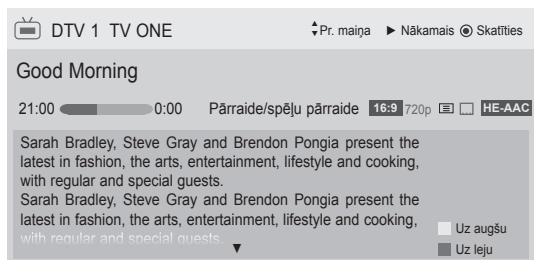 DTV 1 TV ONE Pr. maiņa Nākamais Skatīties
Good Morning
21:00 0:00 Pārraide/spēļu pārraide 16:9 720p HE-AAC
Sarah Bradley, Steve Gray and Brendon Pongia present the
latest in fashion, the arts, entertainment, lifestyle and cooking,
with regular and special guests.
Sarah Bradley, Steve Gray and Brendon Pongia present the
latest in fashion, the arts, entertainment, lifestyle and cooking,
with regular and special guests.
Uz augšu
Uz leju